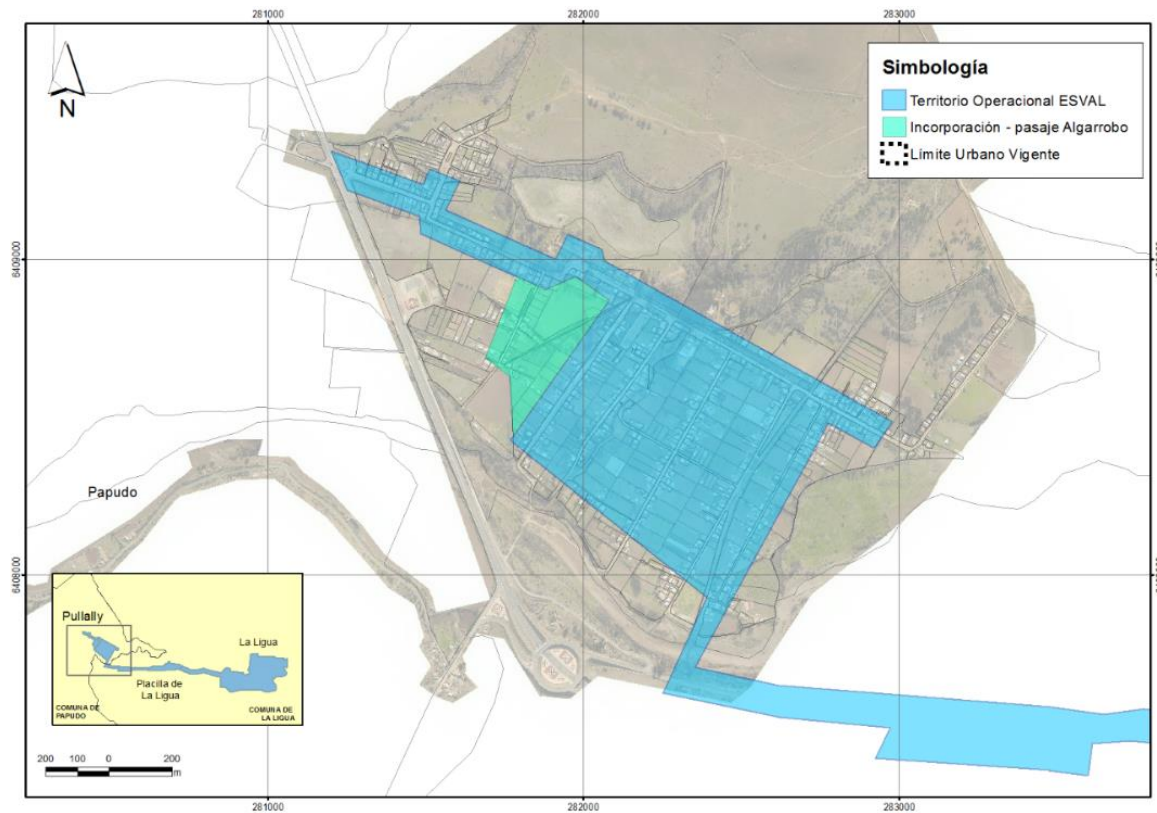 281000
282000
283000
N
Simbología
Territorio Operacional ESVAL
Incorporación - pasaje Algarrobo
Límite Urbano Vigente
6409000
Papudo
6408000
Pullally
La Ligua
Placilla de
La Ligua
COMUNA DE
PAPUDO
COMUNA DE
LA LIGUA
200 100 0 200
m
281000
282000
283000